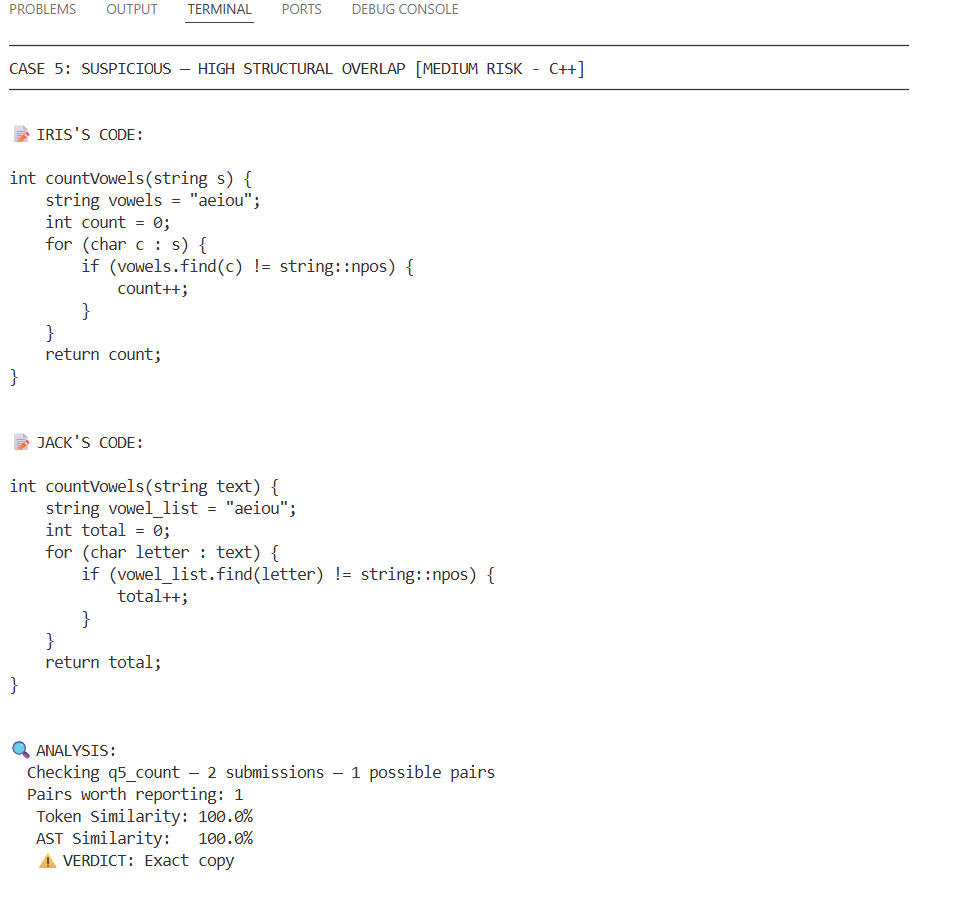 PROBLEMS OUTPUT TERMINAL PORTS DEBUG CONSOLE
CASE 5: SUSPICIOUS — HIGH STRUCTURAL OVERLAP [MEDIUM RISK - C++]
📝 IRIS'S CODE:
int countVowels(string s) {
    string vowels = "aeiou";
    int count = 0;
    for (char c : s) {
        if (vowels.find(c) != string::npos) {
            count++;
        }
    }
    return count;
}
📝 JACK'S CODE:
int countVowels(string text) {
    string vowel_list = "aeiou";
    int total = 0;
    for (char letter : text) {
        if (vowel_list.find(letter) != string::npos) {
            total++;
        }
    }
    return total;
}
🔍 ANALYSIS:
  Checking q5_count — 2 submissions — 1 possible pairs
  Pairs worth reporting: 1
   Token Similarity: 100.0%
   AST Similarity:   100.0%
   ⚠️ VERDICT: Exact copy